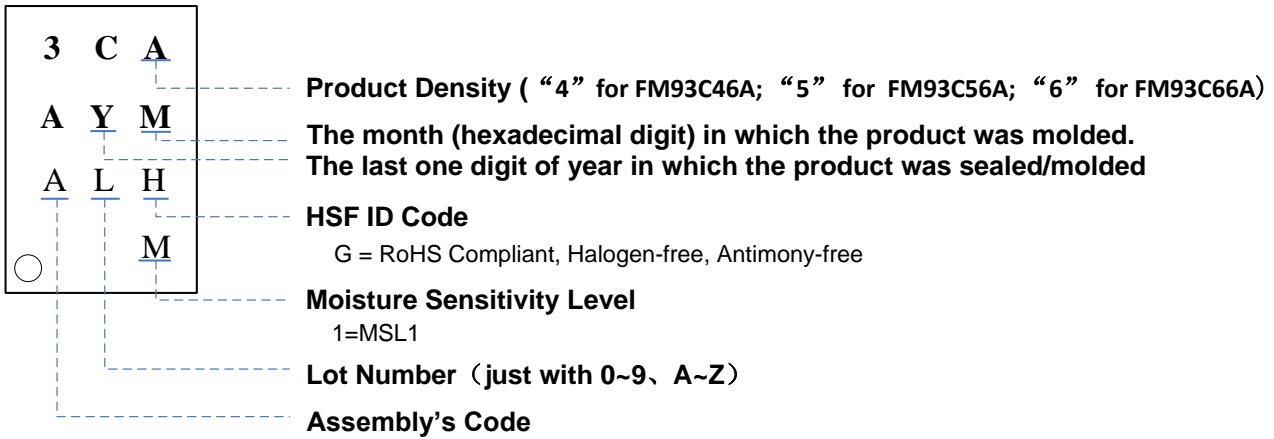 3 C A
Product Density ( “4” for FM93C46A; “5” for FM93C56A; “6” for FM93C66A）
A Y M
The month (hexadecimal digit) in which the product was molded.
The last one digit of year in which the product was sealed/molded
A L H
HSF ID Code
G = RoHS Compliant, Halogen-free, Antimony-free
M
Moisture Sensitivity Level
1=MSL1
Lot Number（just with 0~9、A~Z）
Assembly’s Code